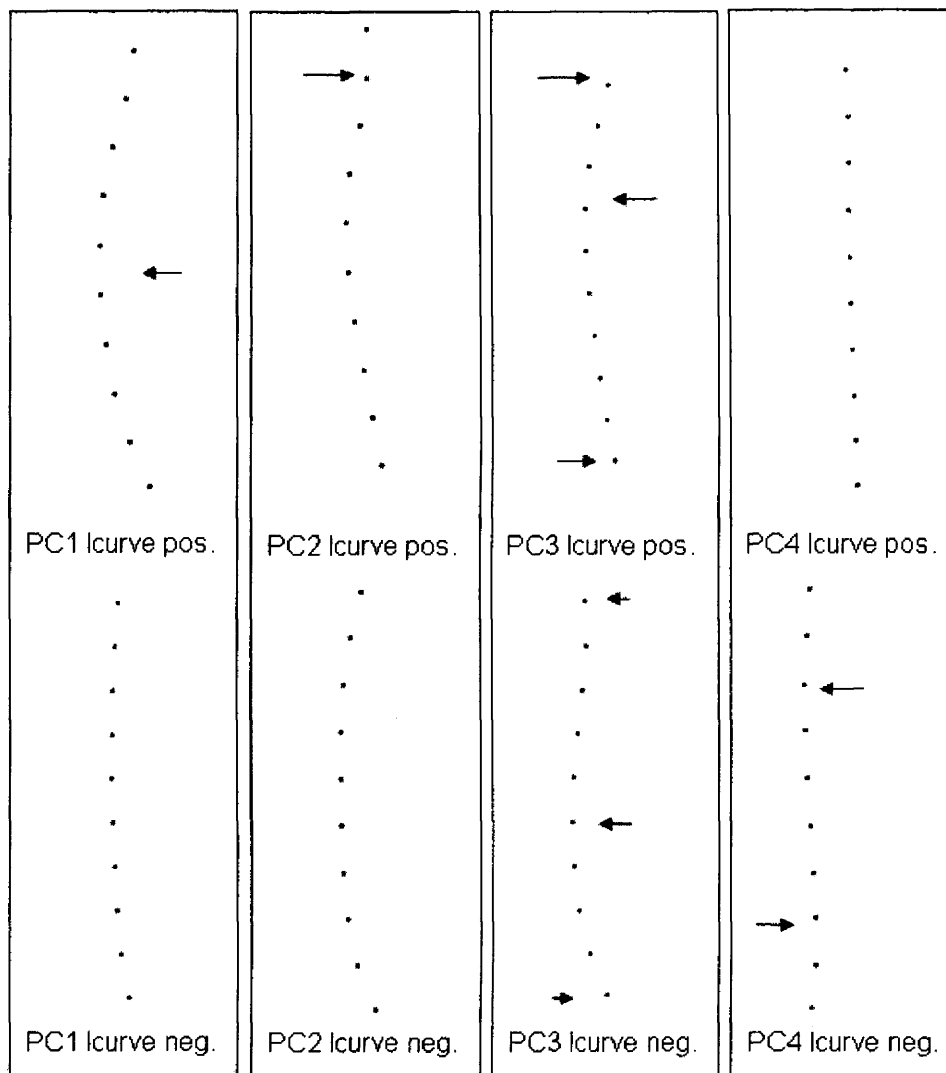 PC1 lcurve pos.
PC2 lcurve pos.
PC3 lcurve pos.
PC4 lcurve pos.
PC1 lcurve neg.
PC2 lcurve neg.
PC3 lcurve neg.
PC4 lcurve neg.